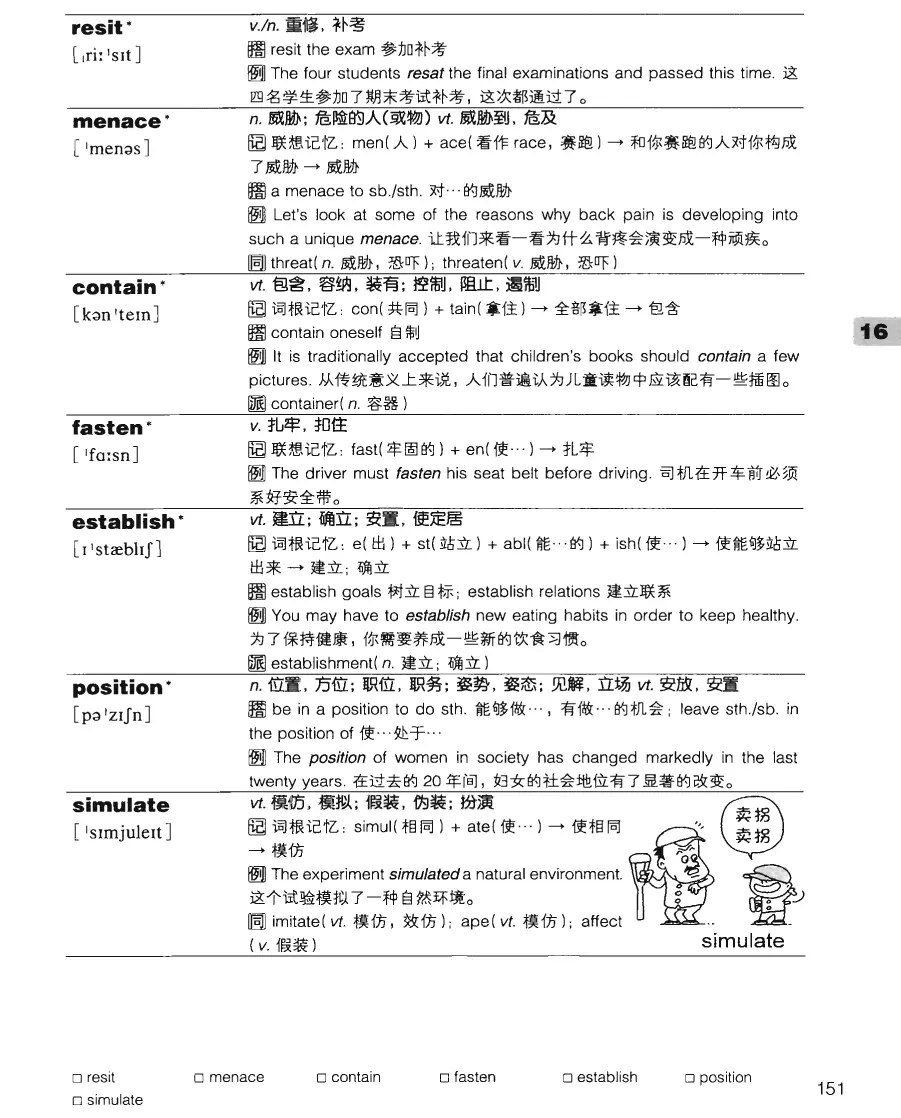 resit*
[ˌriːˈsɪt]
v./n. 重修，补考
搭 resit the exam 参加补考
例 The four students resat the final examinations and passed this time. 这
四名学生参加了期末考试补考，这次都通过了。
menace*
[ˈmenəs]
n. 威胁；危险的人(或物) vt. 威胁到，危及
记 联想记忆：men(人) + ace(看作 race，赛跑) → 和你赛跑的人对你构成
了威胁 → 威胁
搭 a menace to sb./sth. 对…的威胁
例 Let's look at some of the reasons why back pain is developing into
such a unique menace. 让我们来看一看为什么背疼会演变成一种顽疾。
同 threat(n. 威胁，恐吓)；threaten(v. 威胁，恐吓)
contain*
[kənˈteɪn]
vt. 包含，容纳，装有；控制，阻止，遏制
记 词根记忆：con(共同) + tain(拿住) → 全部拿住 → 包含
搭 contain oneself 自制
例 It is traditionally accepted that children's books should contain a few
pictures. 从传统意义上来说，人们普遍认为儿童读物中应该配有一些插图。
派 container(n. 容器)
16
fasten*
[ˈfɑːsn]
v. 扎牢，扣住
记 联想记忆：fast(牢固的) + en(使…) → 扎牢
例 The driver must fasten his seat belt before driving. 司机在开车前必须
系好安全带。
establish*
[ɪˈstæblɪʃ]
vt. 建立；确立；安置，使定居
记 词根记忆：e(出) + st(站立) + abl(能…的) + ish(使…) → 使能够站立
出来 → 建立；确立
搭 establish goals 树立目标；establish relations 建立联系
例 You may have to establish new eating habits in order to keep healthy.
为了保持健康，你需要养成一些新的饮食习惯。
派 establishment(n. 建立；确立)
position*
[pəˈzɪʃn]
n. 位置，方位；职位，职务；姿势，姿态；见解，立场 vt. 安放，安置
搭 be in a position to do sth. 能够做…，有做…的机会；leave sth./sb. in
the position of 使…处于…
例 The position of women in society has changed markedly in the last
twenty years. 在过去的 20 年间，妇女的社会地位有了显著的改变。
simulate
[ˈsɪmjuleɪt]
vt. 模仿，模拟；假装，伪装；扮演
记 词根记忆：simul(相同) + ate(使…) → 使相同
→ 模仿
例 The experiment simulated a natural environment.
这个试验模拟了一种自然环境。
同 imitate(vt. 模仿，效仿)；ape(vt. 模仿)；affect
(v. 假装)
卖拐
卖拐
simulate
□ resit □ menace □ contain □ fasten □ establish □ position
□ simulate
151